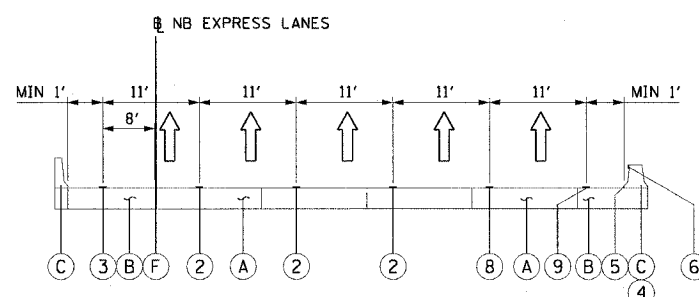 ℄ NB EXPRESS LANES
MIN 1' 11' 11' 11' 11' 11' MIN 1'
8'
C 3 B F 2 A 2 2 8 A 9 B 5 C 6
4